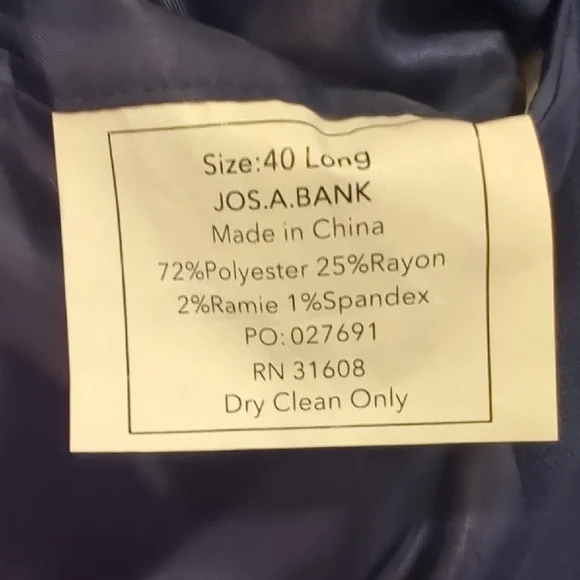 Size:40 Long
JOS.A.BANK
Made in China
72%Polyester 25%Rayon
2%Ramie 1%Spandex
PO:027691
RN 31608
Dry Clean Only